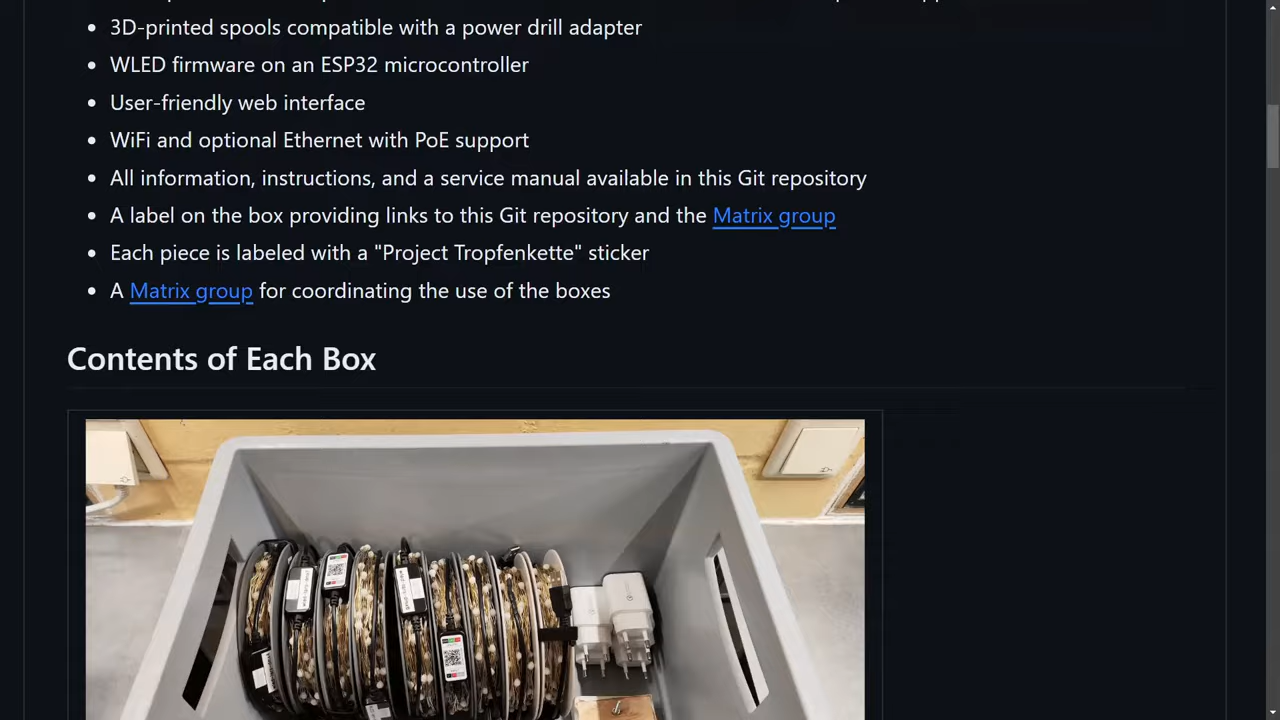 3D-printed spools compatible with a power drill adapter
WLED firmware on an ESP32 microcontroller
User-friendly web interface
WiFi and optional Ethernet with PoE support
All information, instructions, and a service manual available in this Git repository
A label on the box providing links to this Git repository and the Matrix group
Each piece is labeled with a "Project Tropfenkette" sticker
A Matrix group for coordinating the use of the boxes
Contents of Each Box